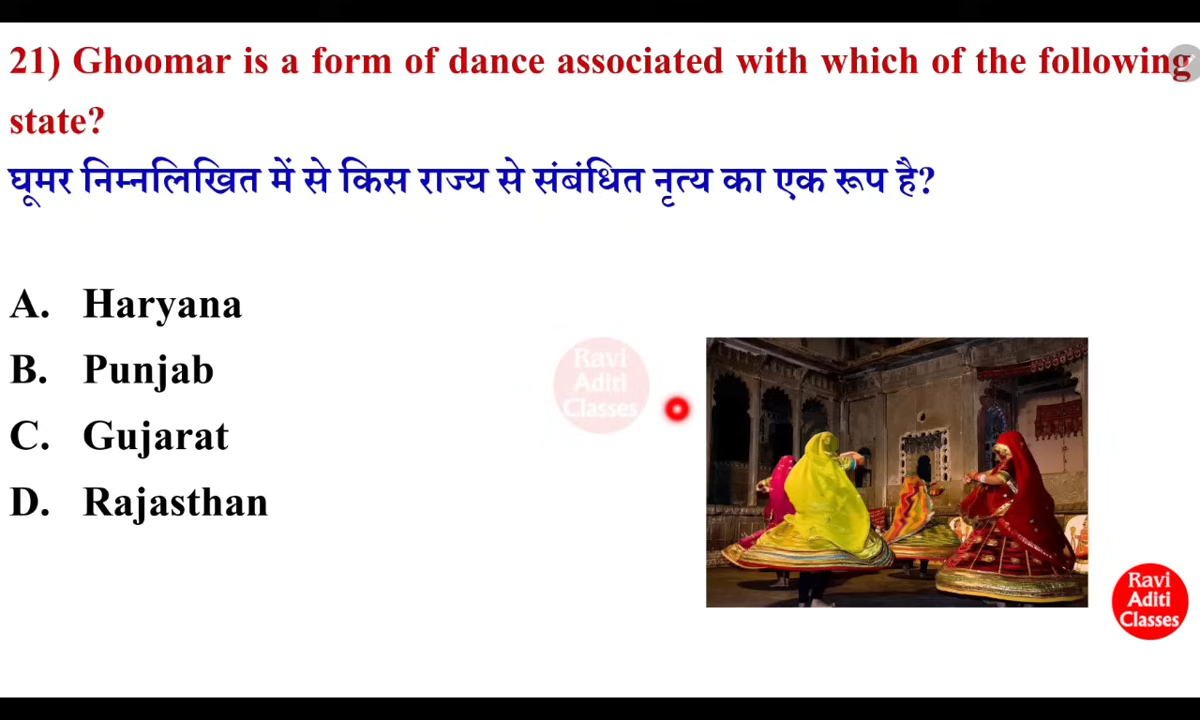 21) Ghoomar is a form of dance associated with which of the following
state?
घूमर निम्नलिखित में से किस राज्य से संबंधित नृत्य का एक रूप है?
A. Haryana
B. Punjab
C. Gujarat
D. Rajasthan
Ravi
Aditi
Classes
Ravi
Aditi
Classes